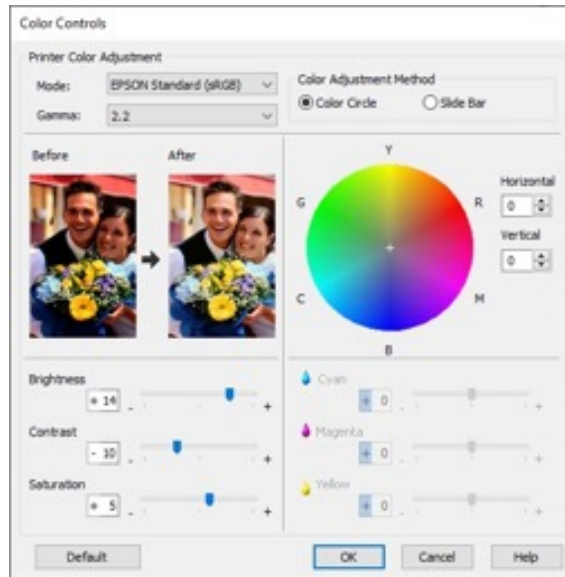 Color Controls
Printer Color Adjustment
Mode: EPSON Standard (sRGB)
Gamma: 2.2
Color Adjustment Method
Color Circle Slide Bar
Before After
Y
G R
C M
B
Horizontal
0
Vertical
0
Brightness
+ 14 - +
Contrast
- 10 - +
Saturation
+ 5 - +
Cyan
+ 0 - +
Magenta
+ 0 - +
Yellow
+ 0 - +
Default OK Cancel Help